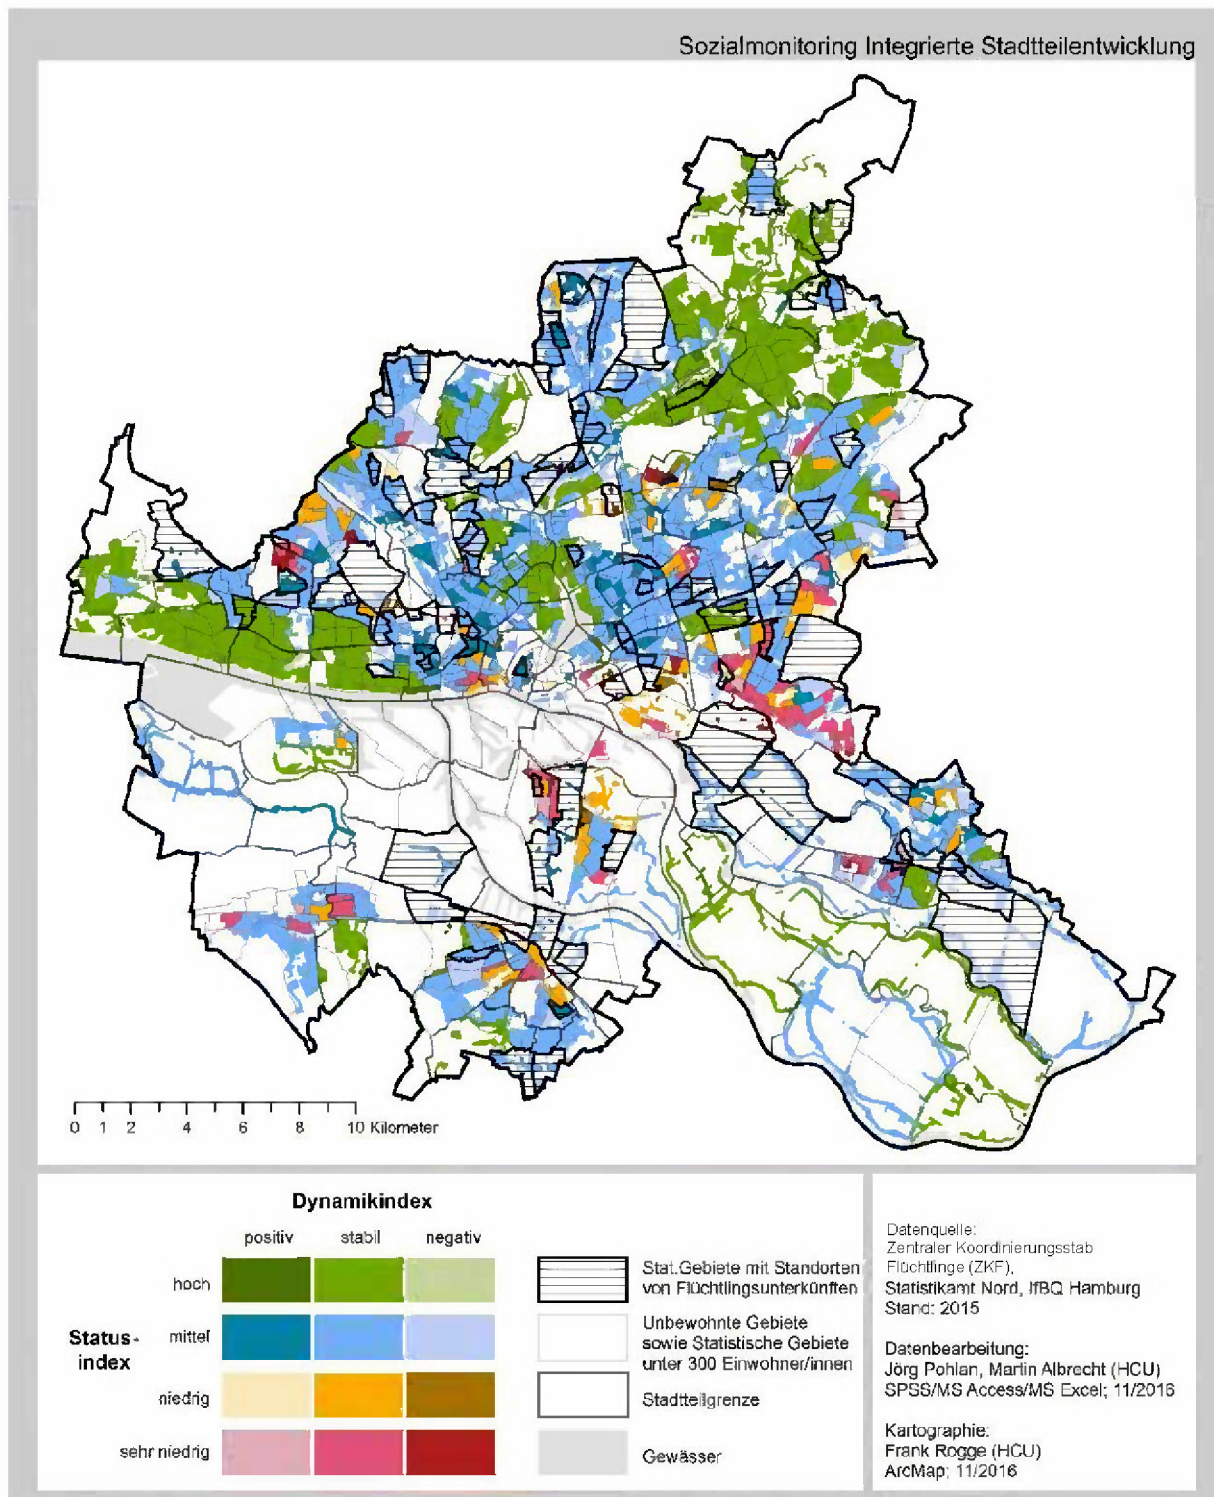 Sozialmonitoring Integrierte Stadtteilentwicklung
0 1 2 4 6 8 10 Kilometer
Dynamikindex
positiv stabil negativ
hoch
mittel
niedrig
sehr niedrig
Status-
index
Stat.Gebiete mit Standorten
von Flüchtlingsunterkünften
Unbewohnte Gebiete
sowie Statistische Gebiete
unter 300 Einwohner/innen
Stadtteilgrenze
Gewässer
Datenquelle:
Zentraler Koordinierungsstab
Flüchtlinge (ZKF),
Statistikamt Nord, IfBQ Hamburg
Stand: 2015
Datenbearbeitung:
Jörg Pohlan, Martin Albrecht (HCU)
SPSS/MS Access/MS Excel; 11/2016
Kartographie:
Frank Rogge (HCU)
ArcMap; 11/2016